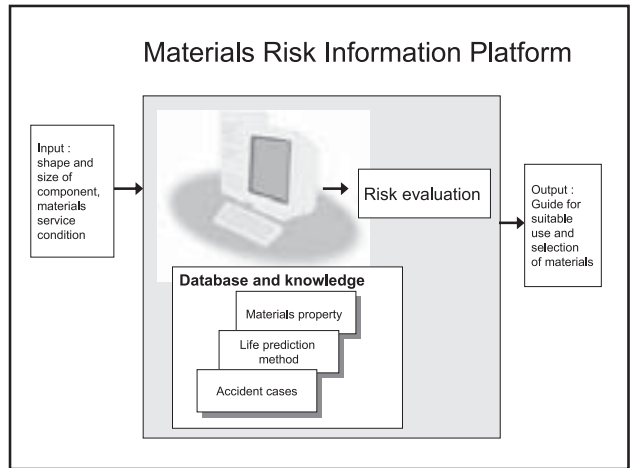 Materials Risk Information Platform
Input :
shape and
size of
component,
materials
service
condition
Risk evaluation
Output :
Guide for
suitable
use and
selection
of materials
Database and knowledge
Materials property
Life prediction
method
Accident cases